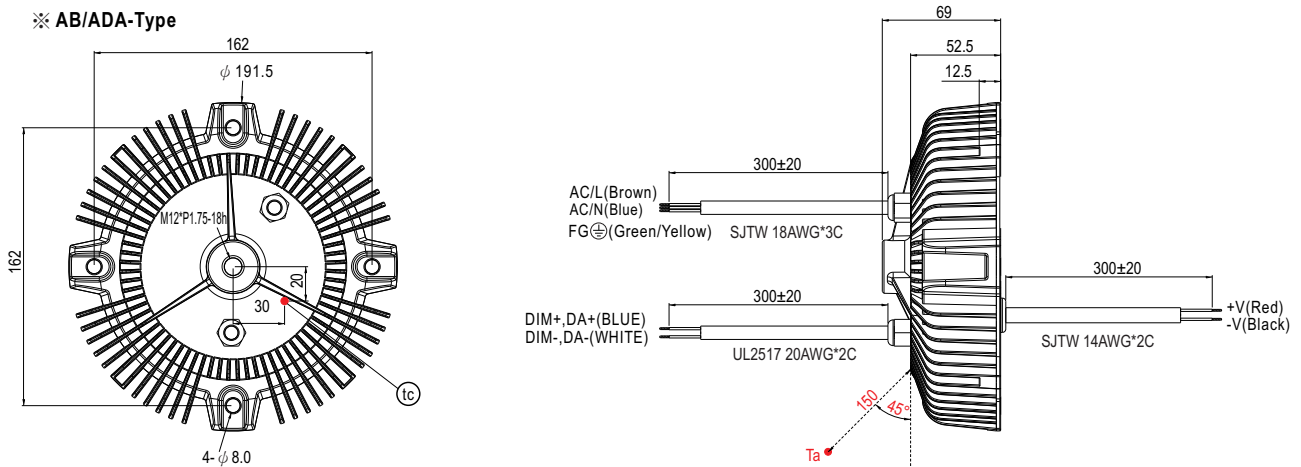 ※ AB/ADA-Type
162
ϕ 191.5
162
M12*P1.75-18h
20
30
tc
4-ϕ 8.0
69
52.5
12.5
300±20
AC/L(Brown)
AC/N(Blue)
FG⏚(Green/Yellow)
SJTW 18AWG*3C
300±20
DIM+,DA+(BLUE)
DIM-,DA-(WHITE)
UL2517 20AWG*2C
300±20
+V(Red)
-V(Black)
SJTW 14AWG*2C
150
45°
Ta